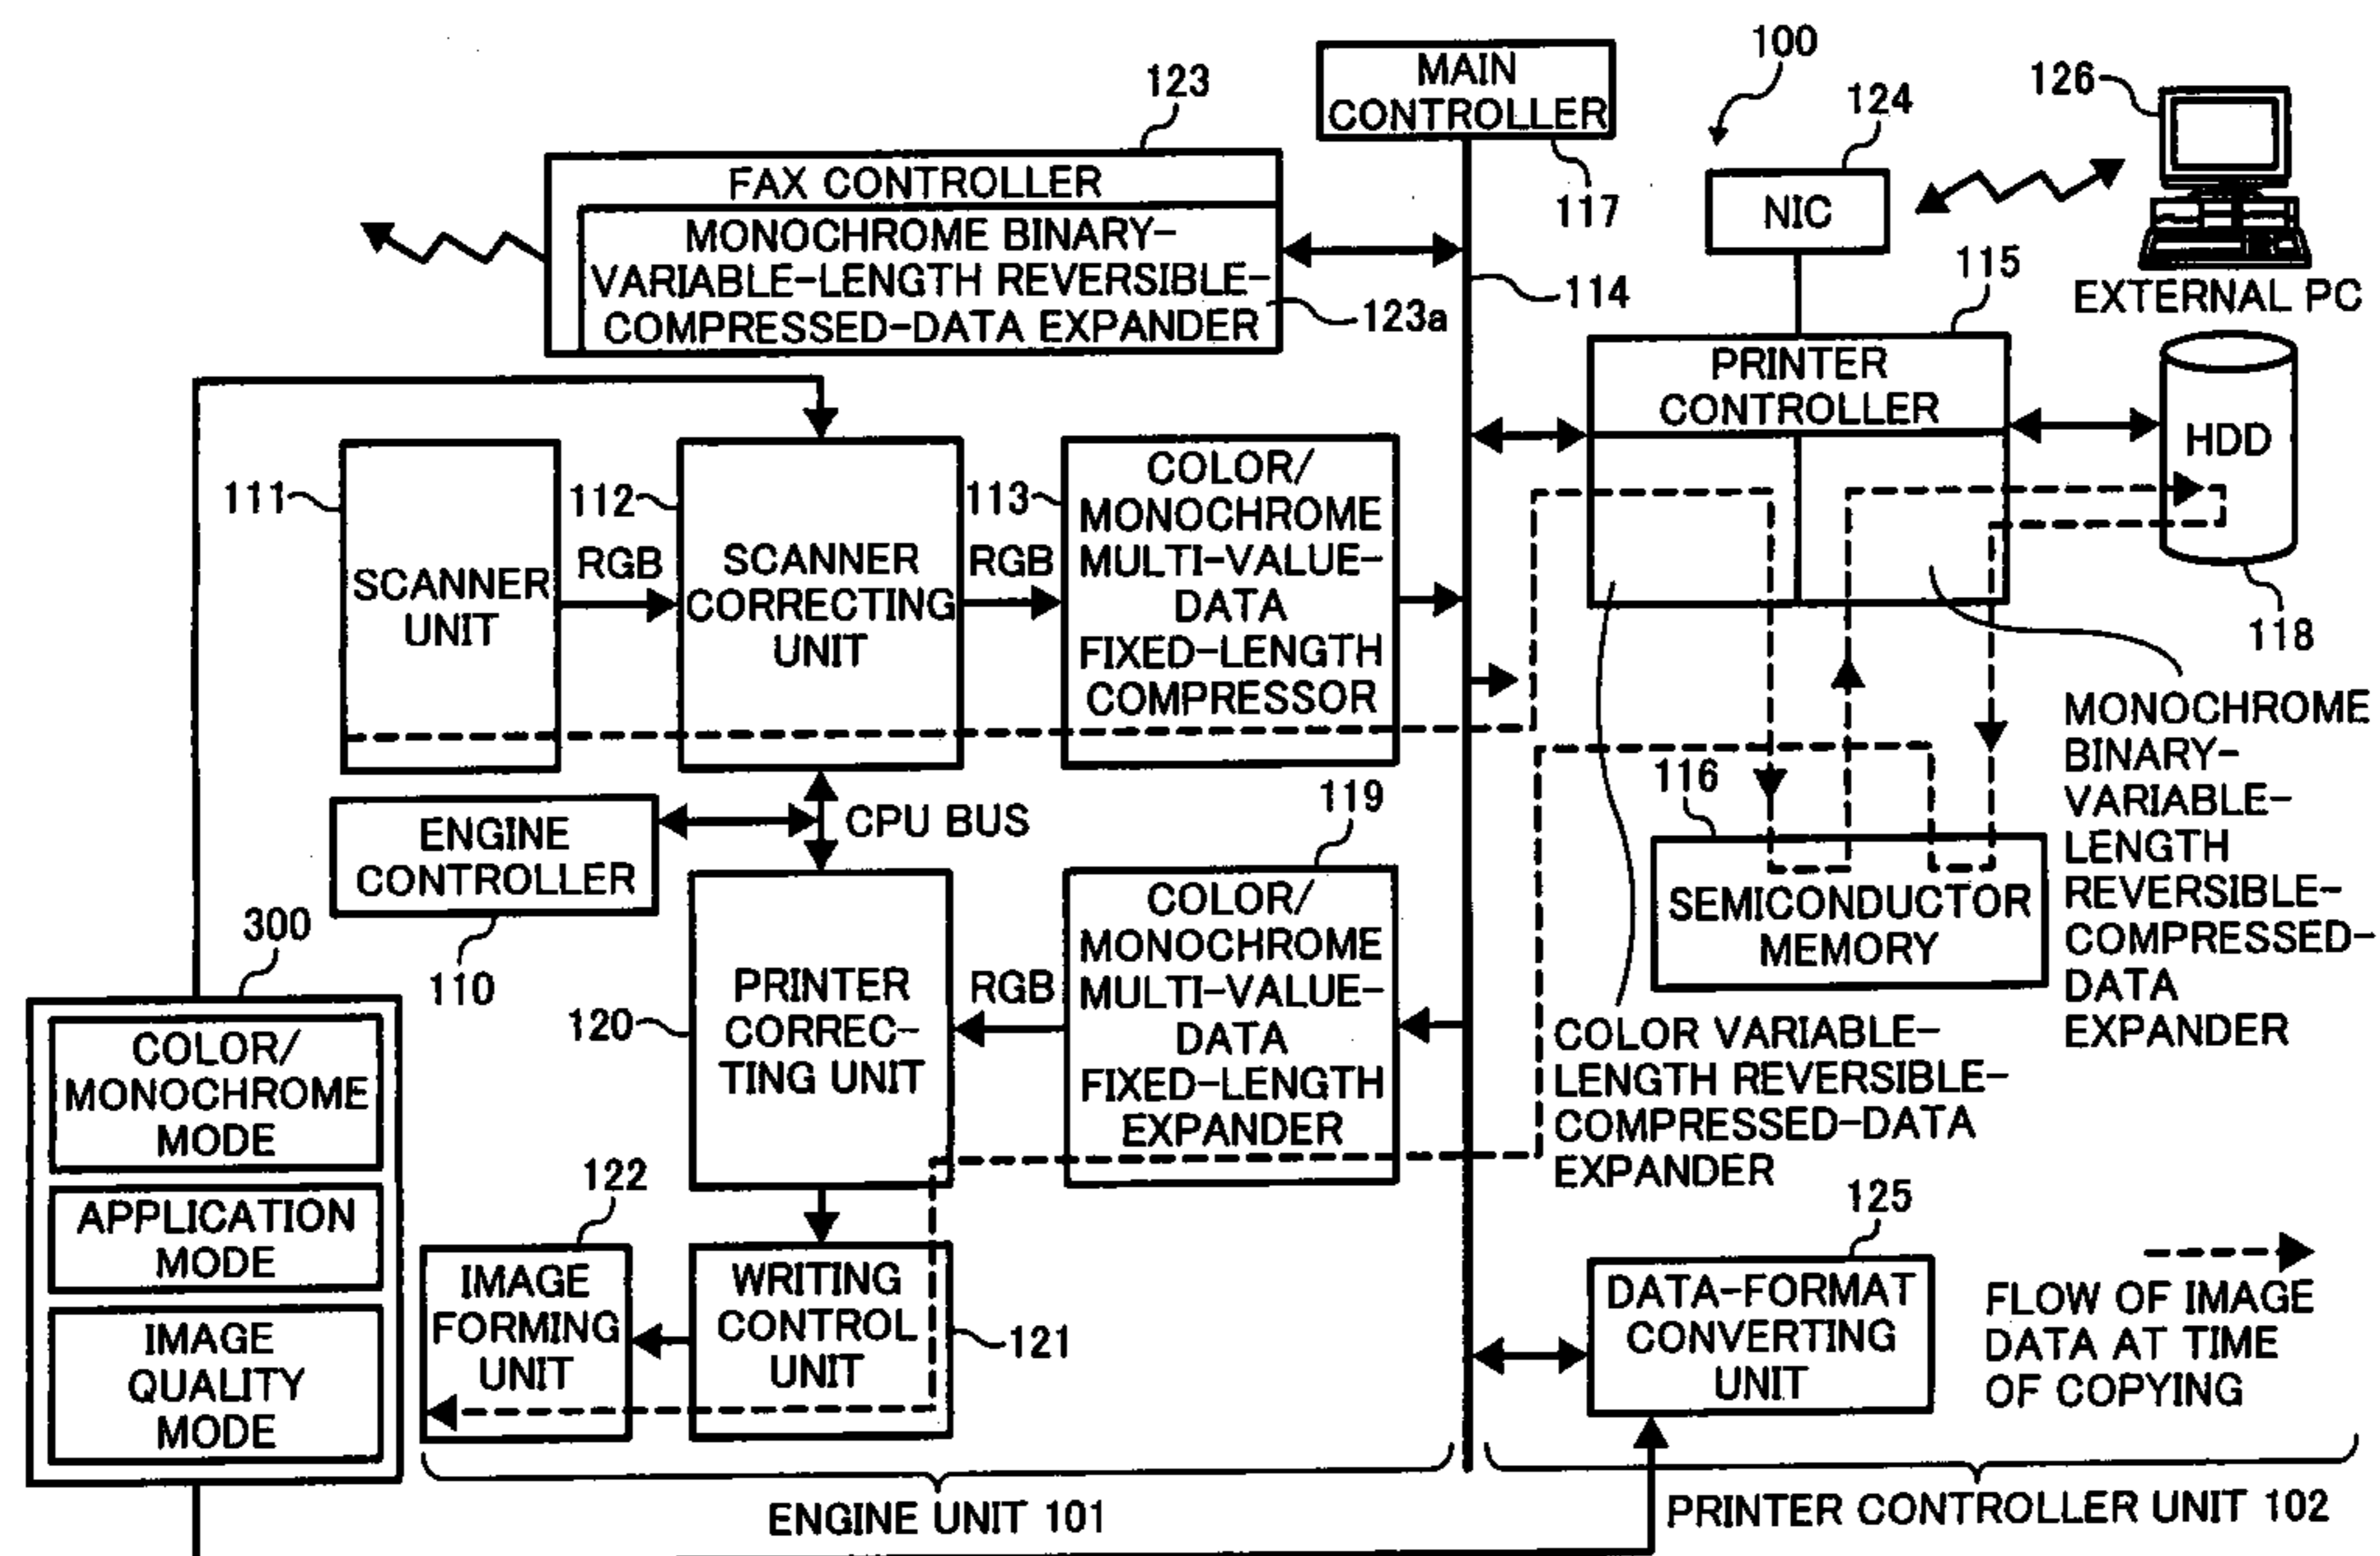 100
MAIN
CONTROLLER
117
126
EXTERNAL PC
124
NIC
123
FAX CONTROLLER
MONOCHROME BINARY-
VARIABLE-LENGTH REVERSIBLE-
COMPRESSED-DATA EXPANDER
123a
114
115
PRINTER
CONTROLLER
HDD
118
111
SCANNER
UNIT
RGB
112
SCANNER
CORRECTING
UNIT
RGB
113
COLOR/
MONOCHROME
MULTI-VALUE-
DATA
FIXED-LENGTH
COMPRESSOR
MONOCHROME
BINARY-
VARIABLE-
LENGTH
REVERSIBLE-
COMPRESSED-
DATA
EXPANDER
116
SEMICONDUCTOR
MEMORY
ENGINE
CONTROLLER
110
CPU BUS
119
COLOR/
MONOCHROME
MULTI-VALUE-
DATA
FIXED-LENGTH
EXPANDER
RGB
120
PRINTER
CORREC-
TING UNIT
COLOR VARIABLE-
LENGTH REVERSIBLE-
COMPRESSED-DATA
EXPANDER
300
COLOR/
MONOCHROME
MODE
APPLICATION
MODE
IMAGE
QUALITY
MODE
122
IMAGE
FORMING
UNIT
WRITING
CONTROL
UNIT
121
125
DATA-FORMAT
CONVERTING
UNIT
FLOW OF IMAGE
DATA AT TIME
OF COPYING
ENGINE UNIT 101
PRINTER CONTROLLER UNIT 102